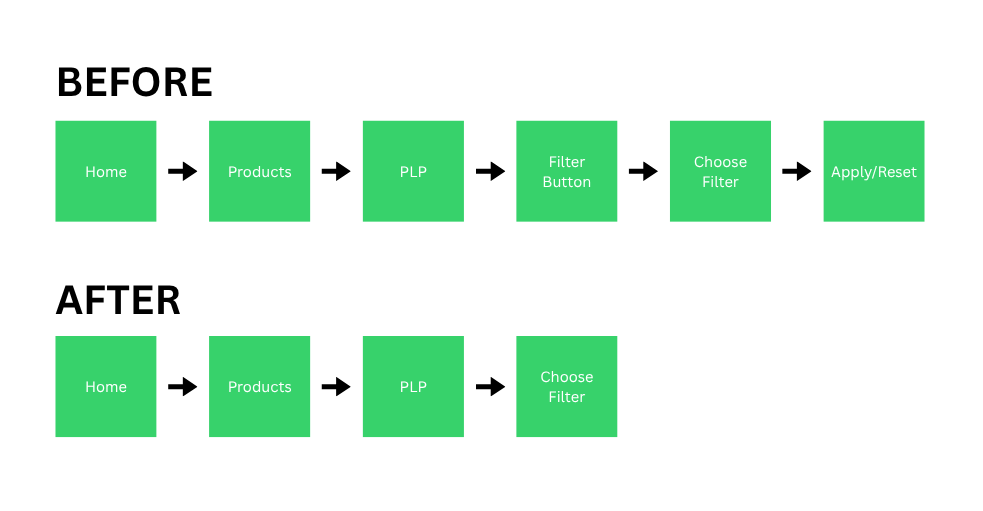 BEFORE
Home
Products
PLP
Filter
Button
Choose
Filter
Apply/Reset
AFTER
Home
Products
PLP
Choose
Filter